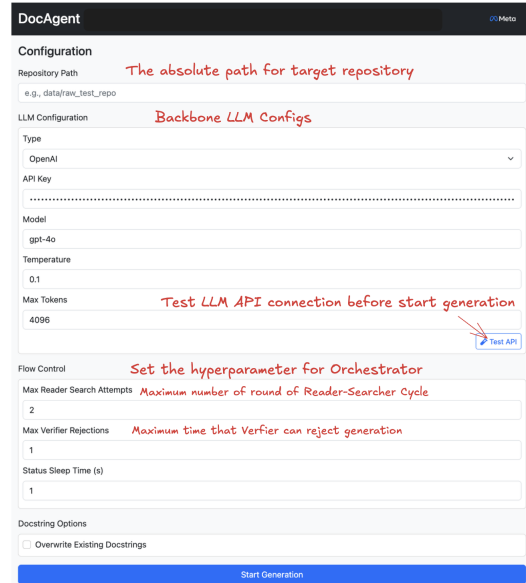 DocAgent
Meta
Configuration
Repository Path
The absolute path for target repository
e.g., data/raw_test_repo
LLM Configuration
Backbone LLM Configs
Type
OpenAI
API Key
Model
gpt-4o
Temperature
0.1
Max Tokens
Test LLM API connection before start generation
4096
Test API
Flow Control
Set the hyperparameter for Orchestrator
Max Reader Search Attempts
Maximum number of round of Reader-Searcher Cycle
2
Max Verifier Rejections
Maximum time that Verfier can reject generation
1
Status Sleep Time (s)
1
Docstring Options
Overwrite Existing Docstrings
Start Generation